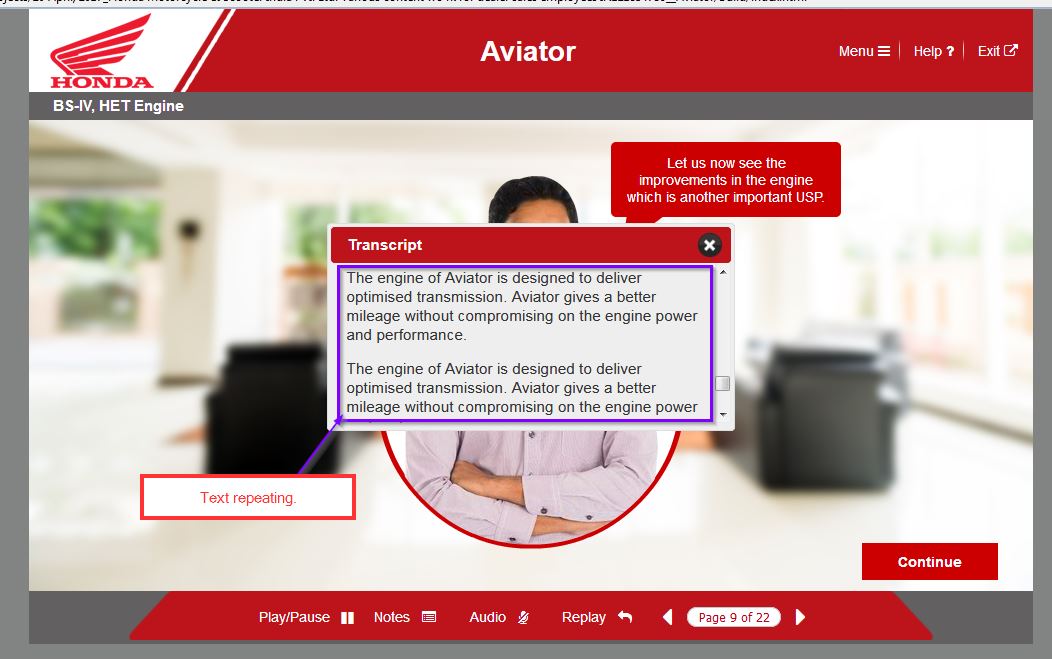 HONDA
Aviator
Menu
Help ?
Exit
BS-IV, HET Engine
Let us now see the
improvements in the engine
which is another important USP.
Transcript
The engine of Aviator is designed to deliver
optimised transmission. Aviator gives a better
mileage without compromising on the engine power
and performance.
The engine of Aviator is designed to deliver
optimised transmission. Aviator gives a better
mileage without compromising on the engine power
Text repeating.
Continue
Play/Pause
Notes
Audio
Replay
Page 9 of 22